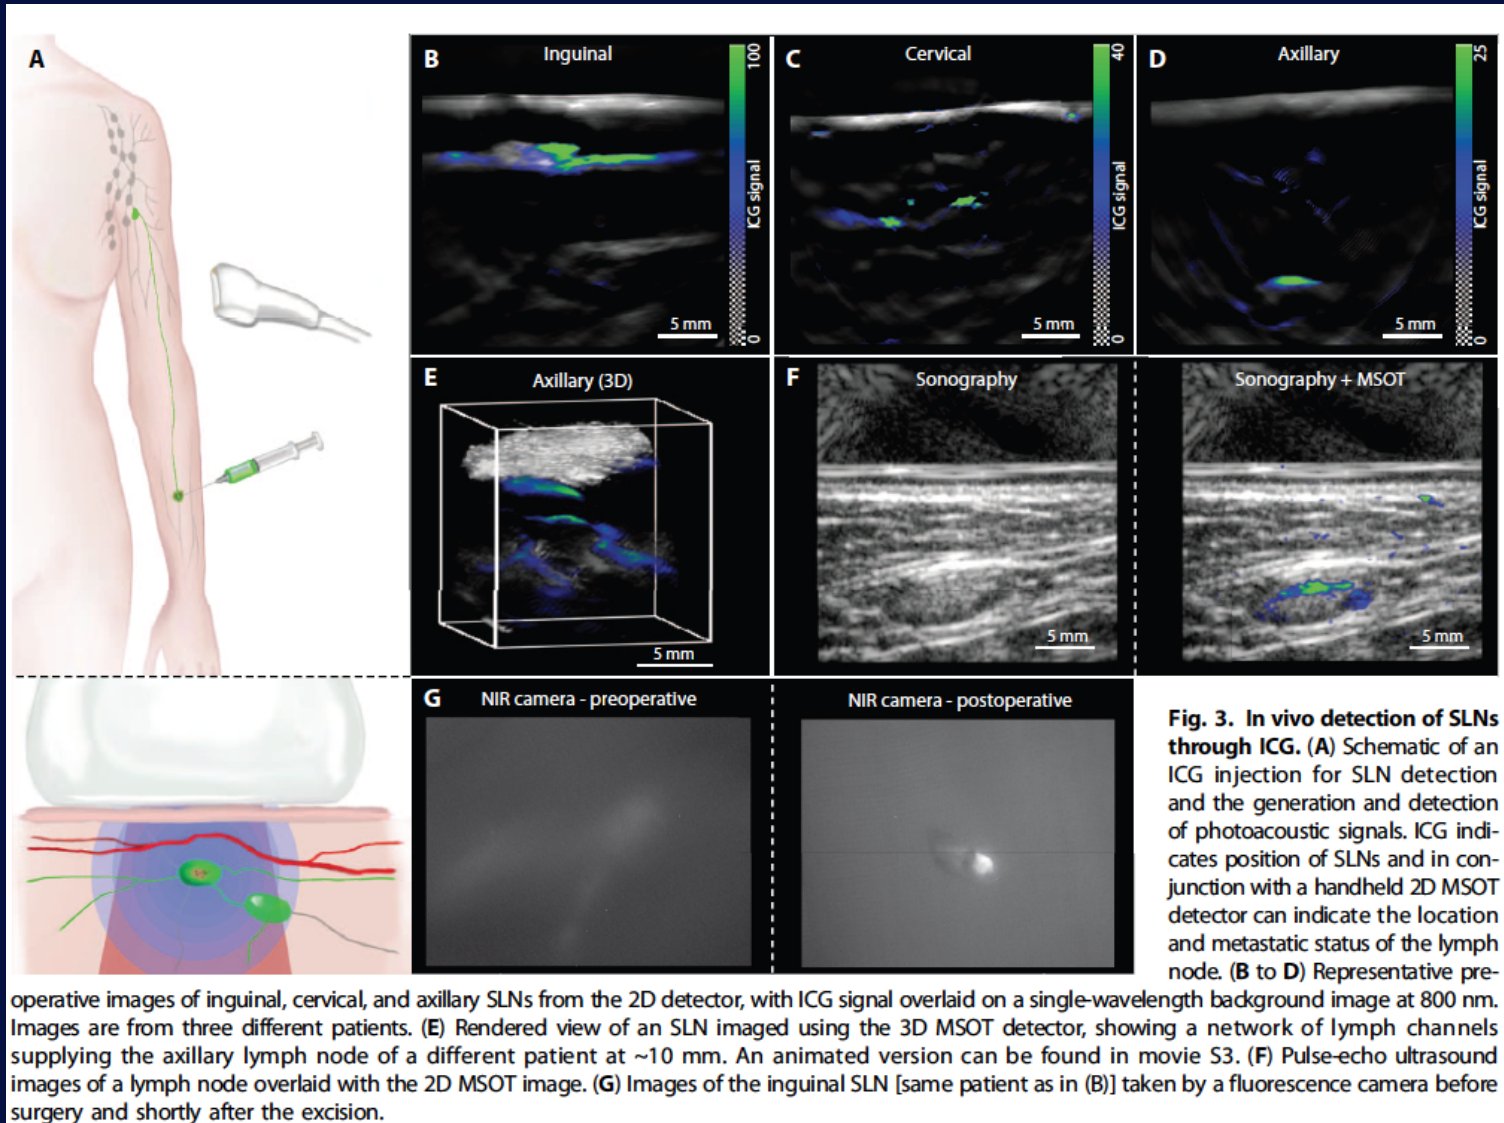 A
B
Inguinal
100
ICG signal
0
5 mm
C
Cervical
40
ICG signal
0
5 mm
D
Axillary
25
ICG signal
0
5 mm
E
Axillary (3D)
5 mm
F
Sonography
5 mm
Sonography + MSOT
5 mm
G
NIR camera - preoperative
NIR camera - postoperative
Fig. 3. In vivo detection of SLNs
through ICG. (A) Schematic of an
ICG injection for SLN detection
and the generation and detection
of photoacoustic signals. ICG indi-
cates position of SLNs and in con-
junction with a handheld 2D MSOT
detector can indicate the location
and metastatic status of the lymph
node. (B to D) Representative pre-
operative images of inguinal, cervical, and axillary SLNs from the 2D detector, with ICG signal overlaid on a single-wavelength background image at 800 nm.
Images are from three different patients. (E) Rendered view of an SLN imaged using the 3D MSOT detector, showing a network of lymph channels
supplying the axillary lymph node of a different patient at ~10 mm. An animated version can be found in movie S3. (F) Pulse-echo ultrasound
images of a lymph node overlaid with the 2D MSOT image. (G) Images of the inguinal SLN [same patient as in (B)] taken by a fluorescence camera before
surgery and shortly after the excision.